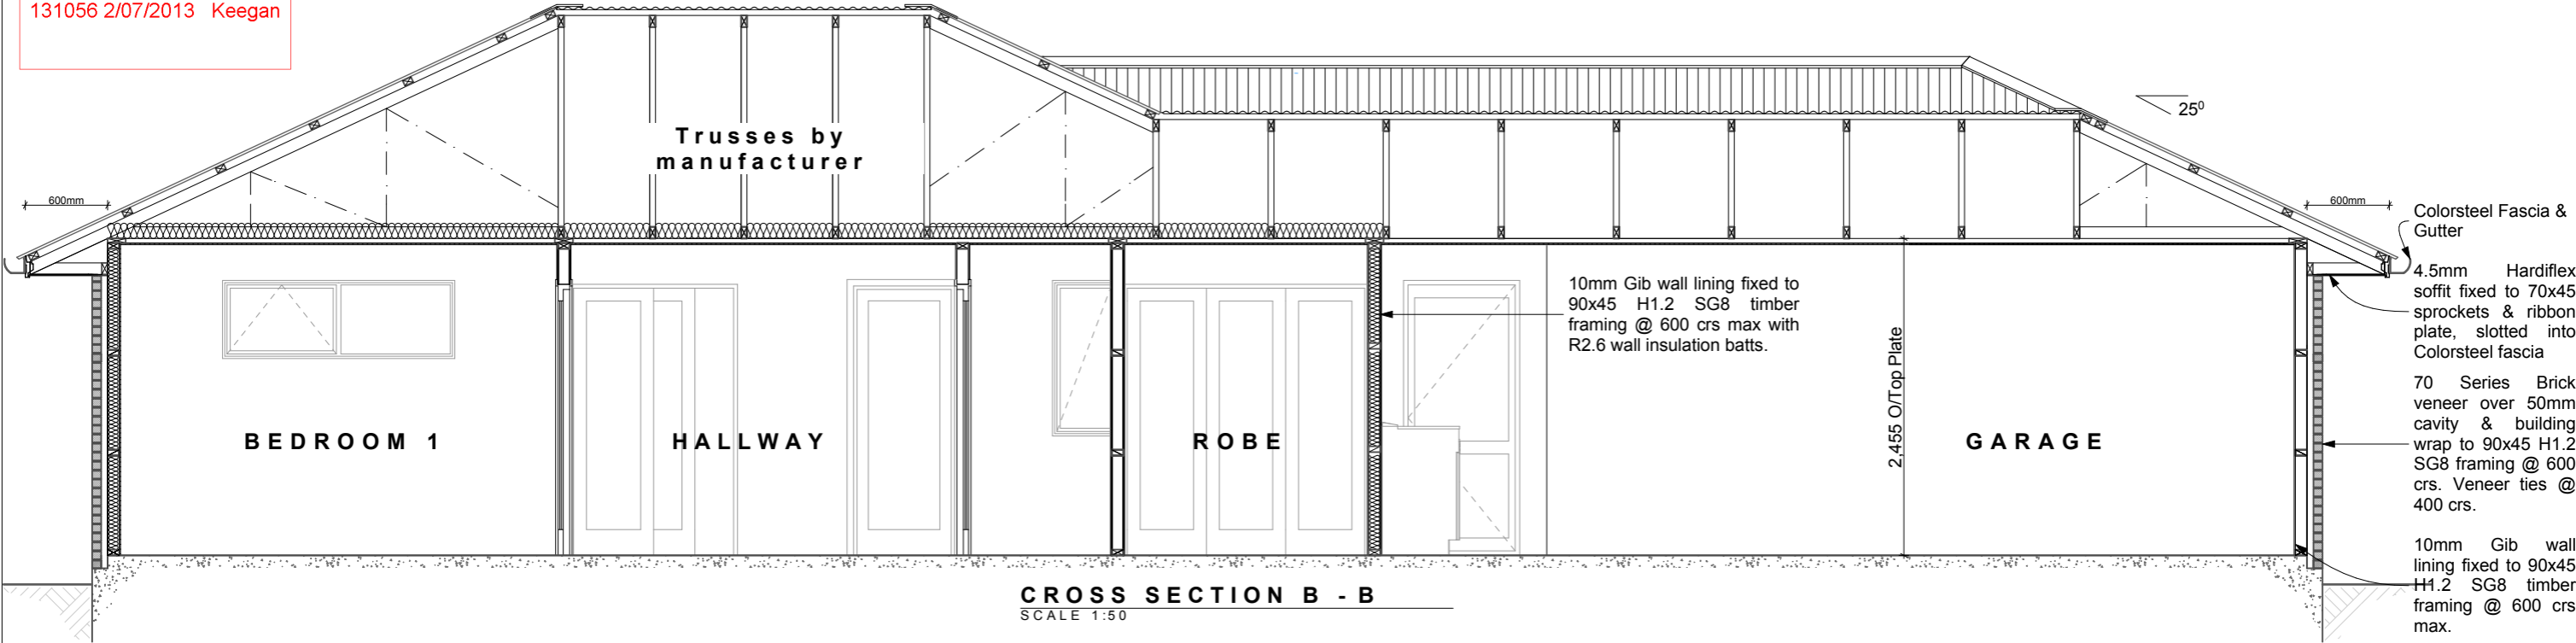 131056 2/07/2013 Keegan
Trusses by
manufacturer
25⁰
600mm
600mm
Colorsteel Fascia &
Gutter
4.5mm Hardiflex
soffit fixed to 70x45
sprockets & ribbon
plate, slotted into
Colorsteel fascia
10mm Gib wall lining fixed to
90x45 H1.2 SG8 timber
framing @ 600 crs max with
R2.6 wall insulation batts.
2,455 O/Top Plate
70 Series Brick
veneer over 50mm
cavity & building
wrap to 90x45 H1.2
SG8 framing @ 600
crs. Veneer ties @
400 crs.
BEDROOM 1
HALLWAY
ROBE
GARAGE
10mm Gib wall
lining fixed to 90x45
H1.2 SG8 timber
framing @ 600 crs
max.
CROSS SECTION B - B
SCALE 1:50